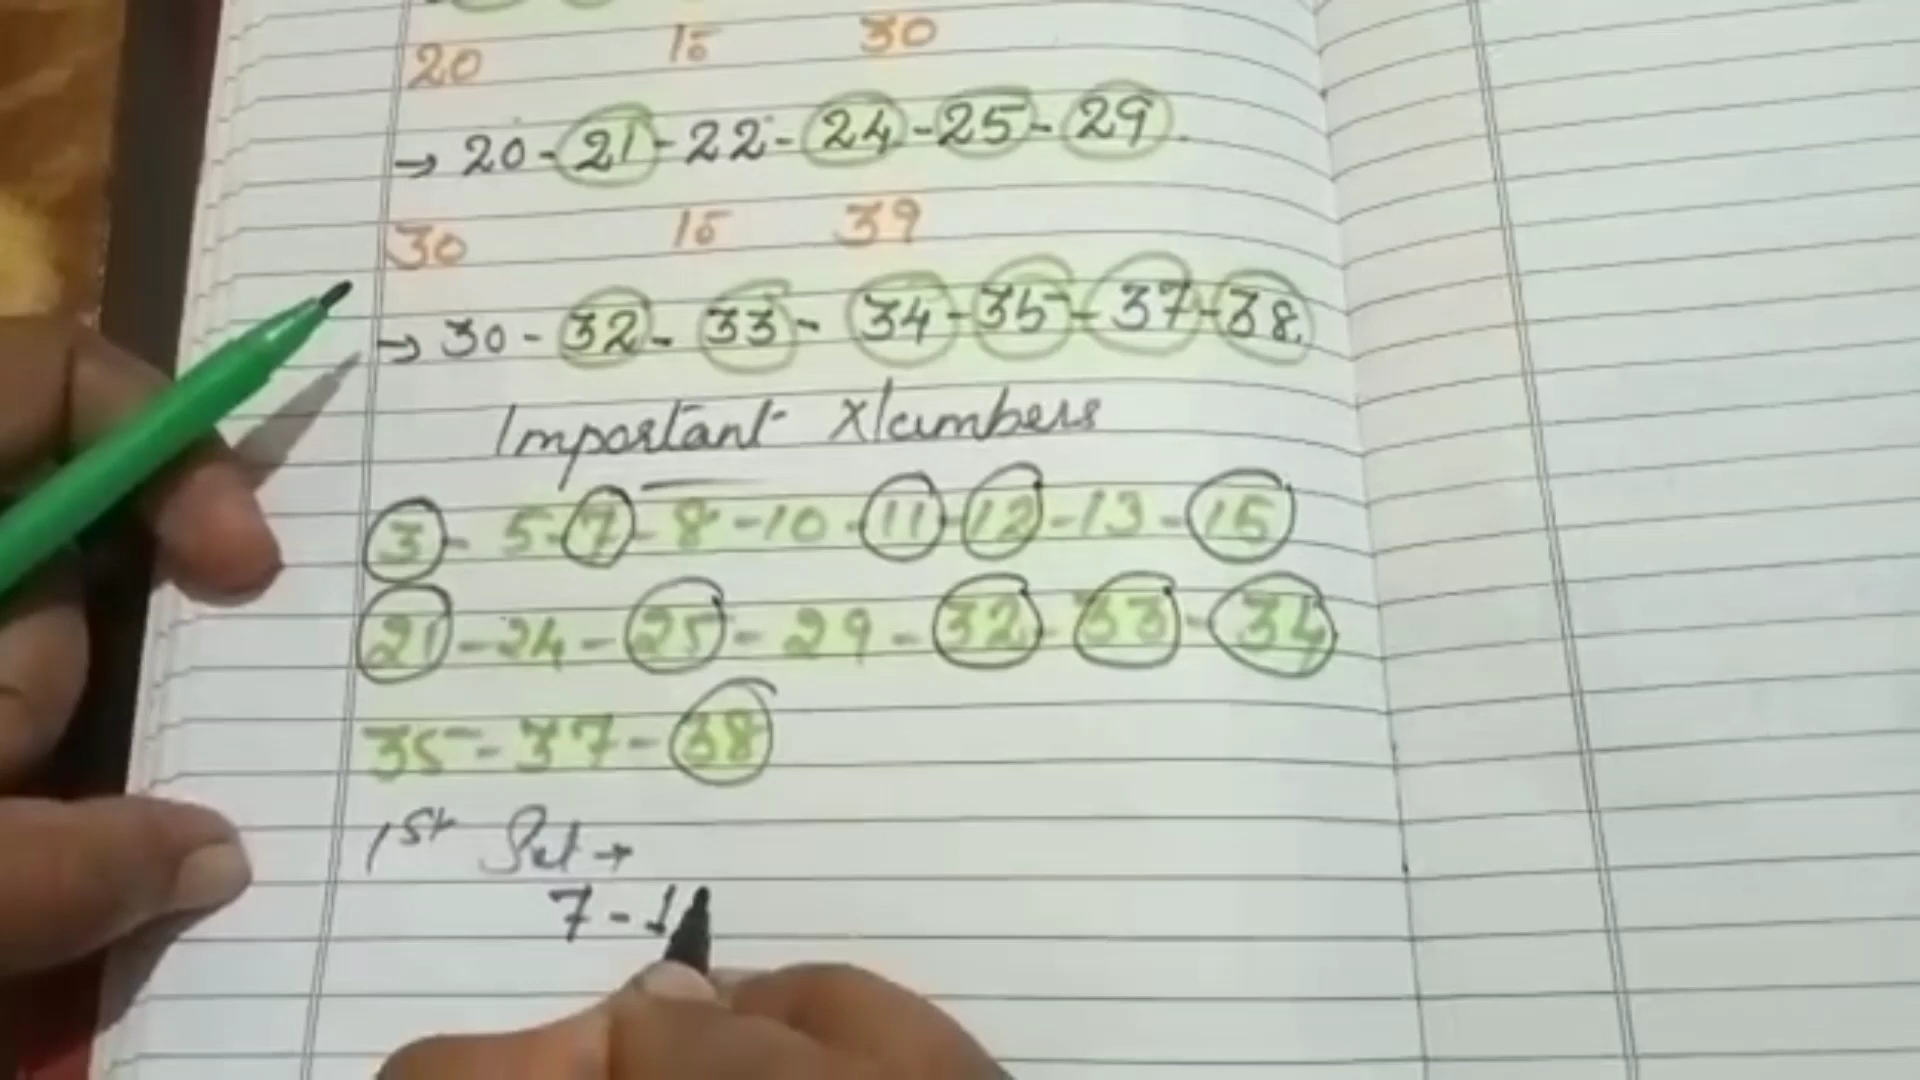 20 15 30
→ 20 - 21 - 22 - 24 - 25 - 29
30 15 39
→ 30 - 32 - 33 - 34 - 35 - 37 - 38
Important Numbers
3 - 5 - 7 - 8 - 10 - 11 - 12 - 13 - 15
21 - 24 - 25 - 29 - 32 - 33 - 34
35 - 37 - 38
1st Set →
7 - 1